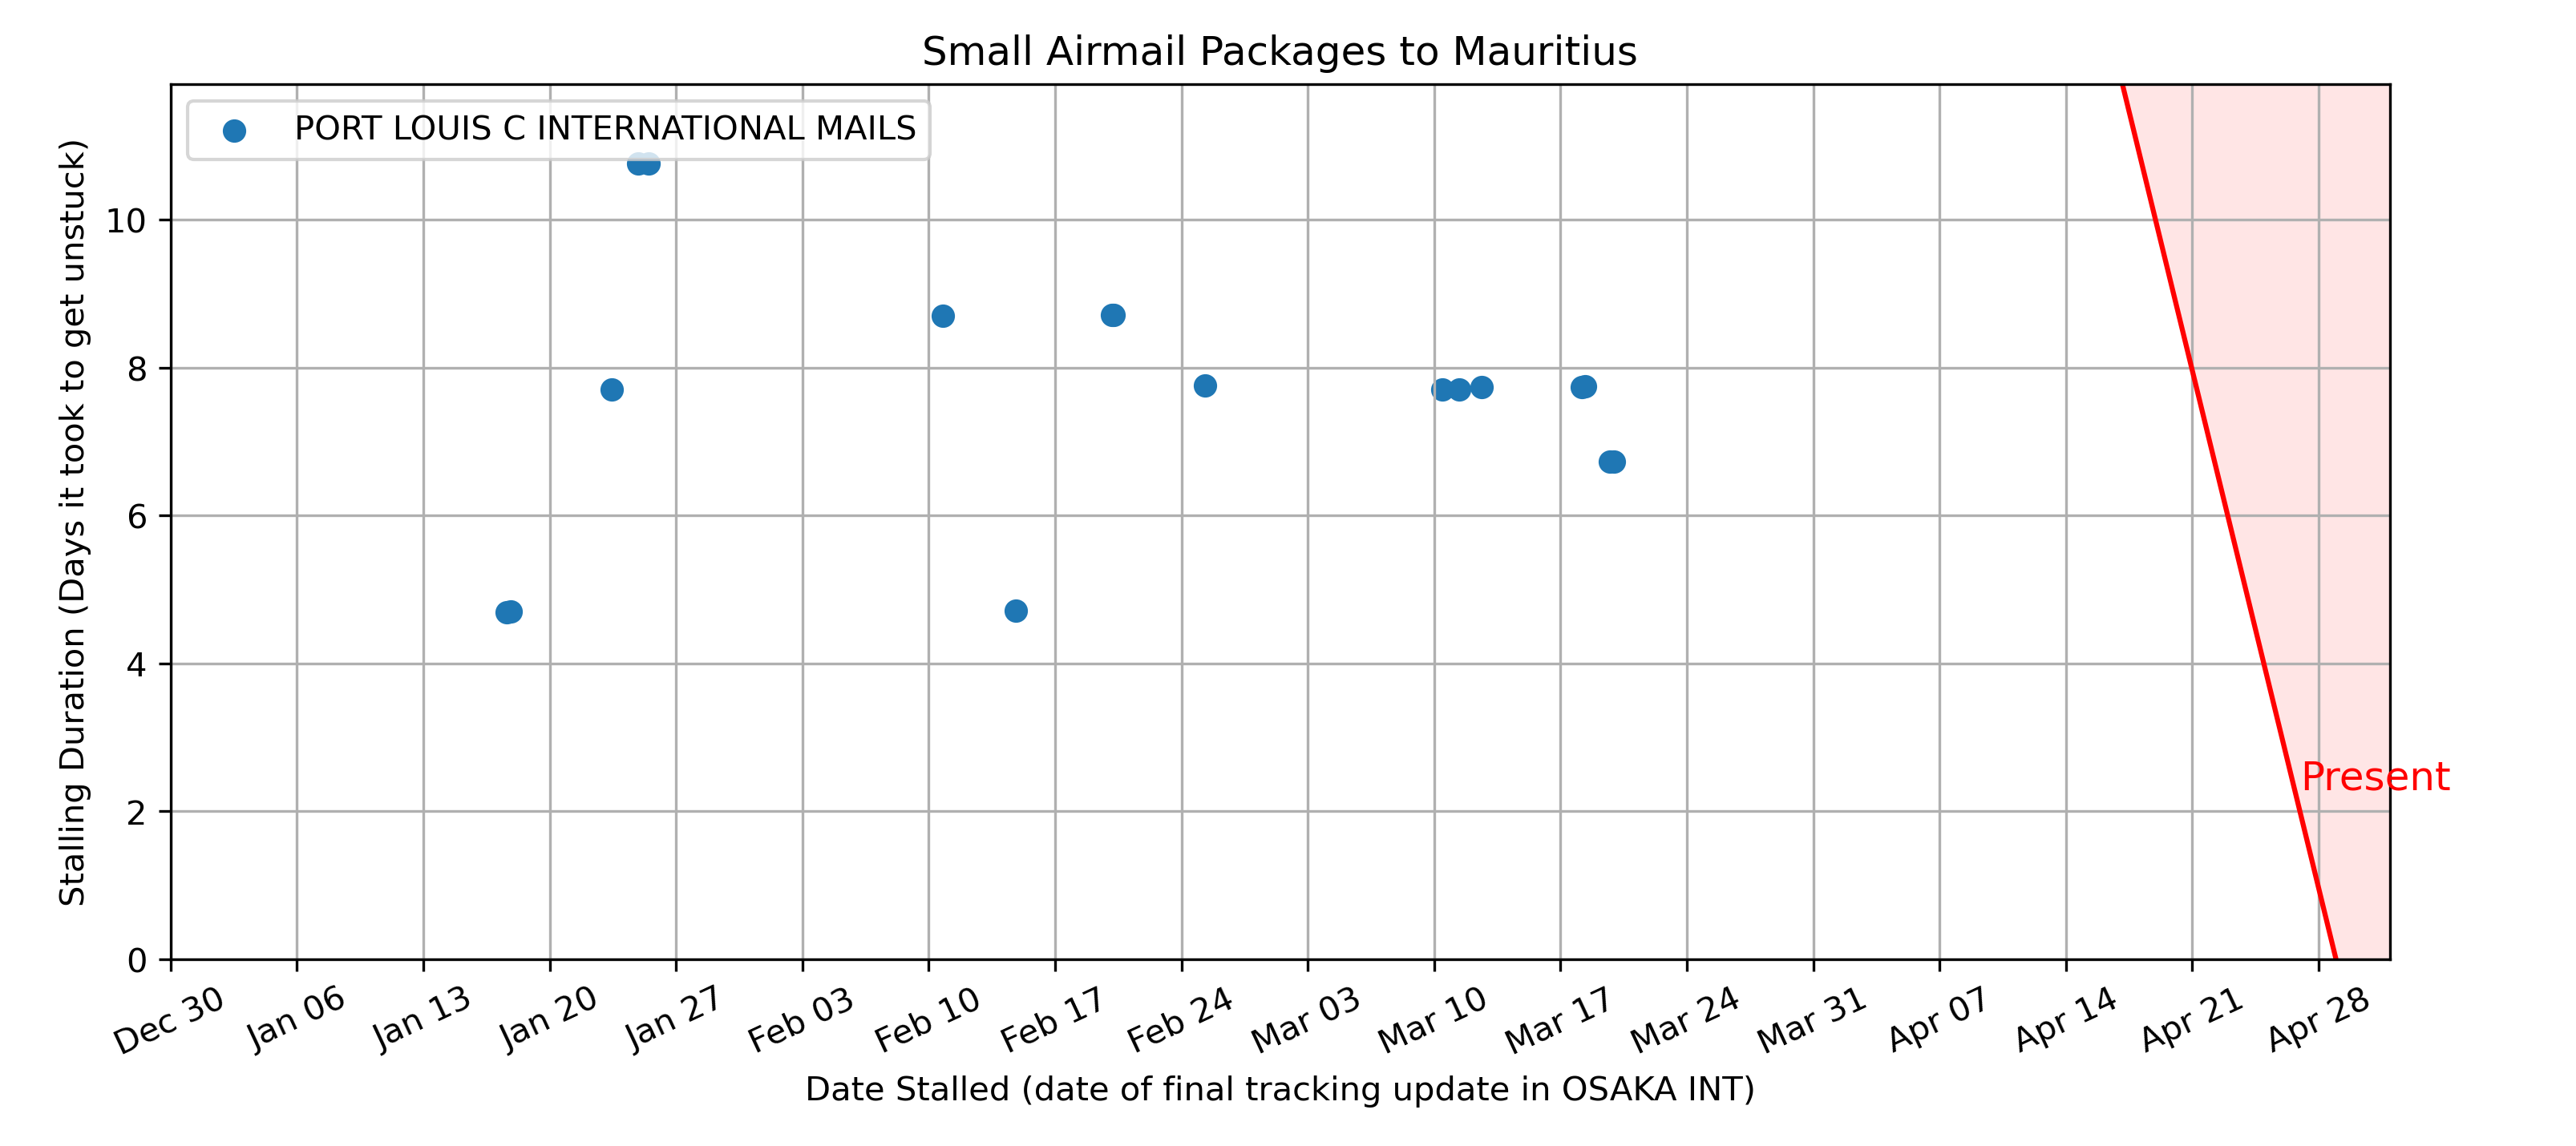 Small Airmail Packages to Mauritius
PORT LOUIS C INTERNATIONAL MAILS
Stalling Duration (Days it took to get unstuck)
10
8
6
4
2
0
Present
Dec 30
Jan 06
Jan 13
Jan 20
Jan 27
Feb 03
Feb 10
Feb 17
Feb 24
Mar 03
Mar 10
Mar 17
Mar 24
Mar 31
Apr 07
Apr 14
Apr 21
Apr 28
Date Stalled (date of final tracking update in OSAKA INT)